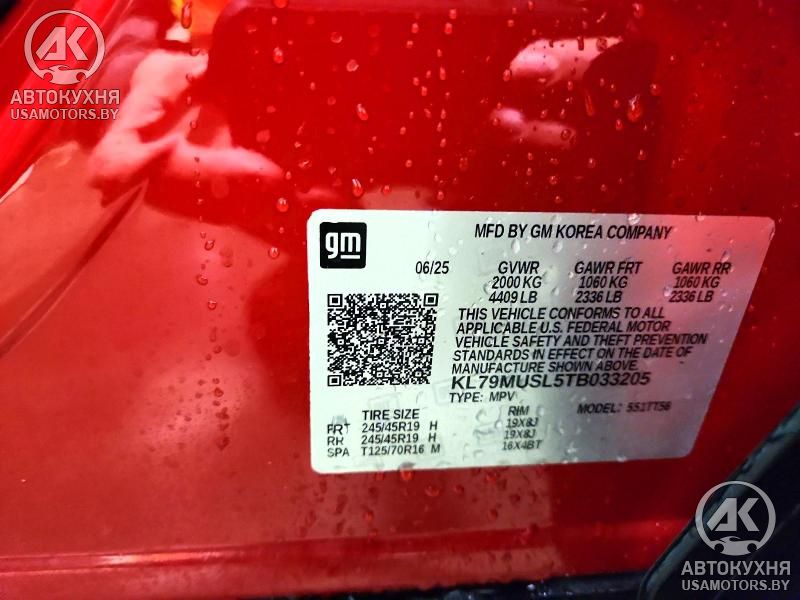 АК
АВТОКУХНЯ
USAMOTORS.BY
gm
MFD BY GM KOREA COMPANY
06/25 GVWR GAWR FRT GAWR RR
2000 KG 1060 KG 1060 KG
4409 LB 2336 LB 2336 LB
THIS VEHICLE CONFORMS TO ALL
APPLICABLE U.S. FEDERAL MOTOR
VEHICLE SAFETY AND THEFT PREVENTION
STANDARDS IN EFFECT ON THE DATE OF
MANUFACTURE SHOWN ABOVE.
KL79MUSL5TB033205
TYPE: MPV MODEL: 5S1TT56
TIRE SIZE RIM
FRT 245/45R19 H 19X8J
RR 245/45R19 H 19X8J
SPA T125/70R16 M 16X4BT
АК
АВТОКУХНЯ
USAMOTORS.BY